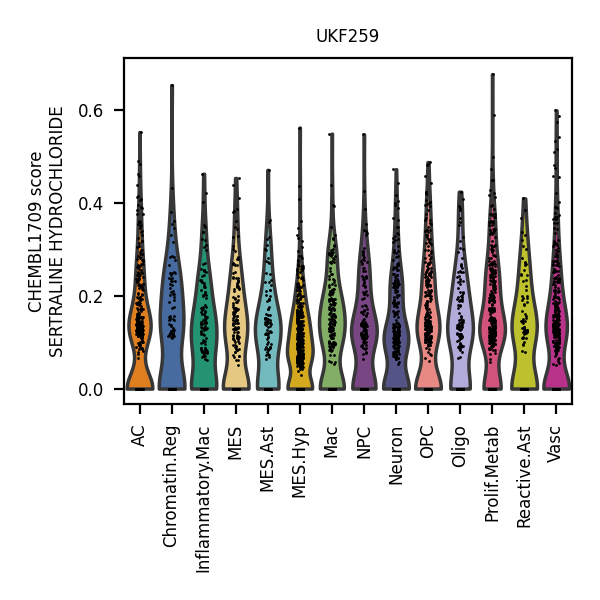 UKF259
CHEMBL1709 score
SERTRALINE HYDROCHLORIDE
0.6
0.4
0.2
0.0
AC
Chromatin.Reg
Inflammatory.Mac
MES
MES.Ast
MES.Hyp
Mac
NPC
Neuron
OPC
Oligo
Prolif.Metab
Reactive.Ast
Vasc